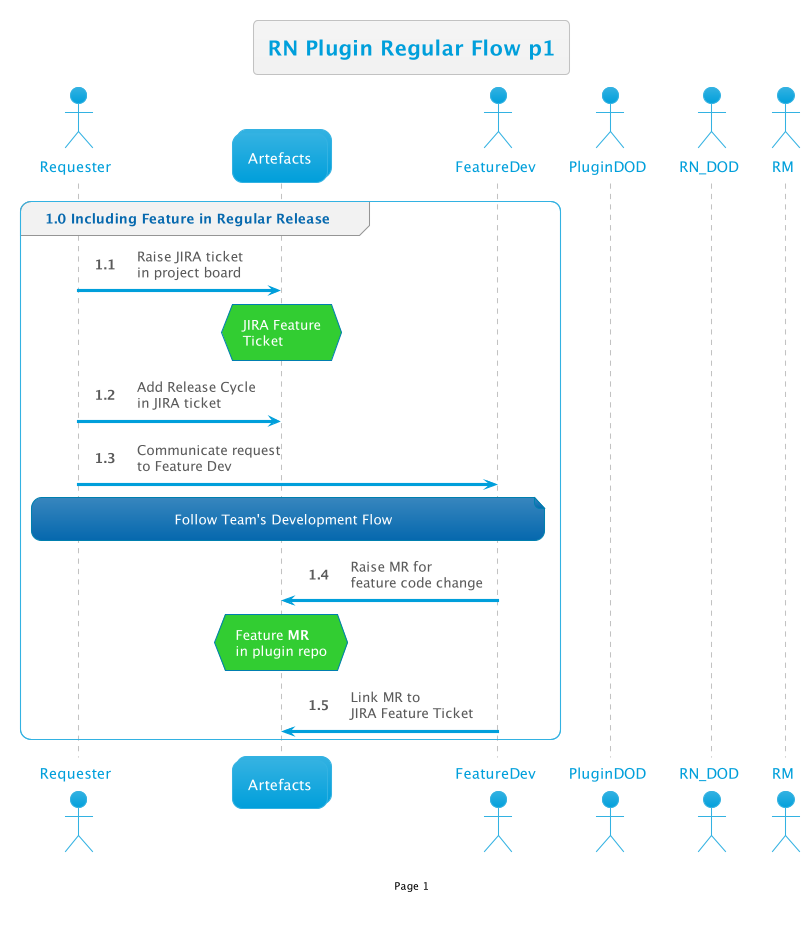 RN Plugin Regular Flow p1
Requester
Artefacts
FeatureDev
PluginDOD
RN_DOD
RM
1.0 Including Feature in Regular Release
1.1 Raise JIRA ticket
in project board
JIRA Feature
Ticket
1.2 Add Release Cycle
in JIRA ticket
1.3 Communicate request
to Feature Dev
Follow Team's Development Flow
1.4 Raise MR for
feature code change
Feature MR
in plugin repo
1.5 Link MR to
JIRA Feature Ticket
Requester
Artefacts
FeatureDev
PluginDOD
RN_DOD
RM
Page 1